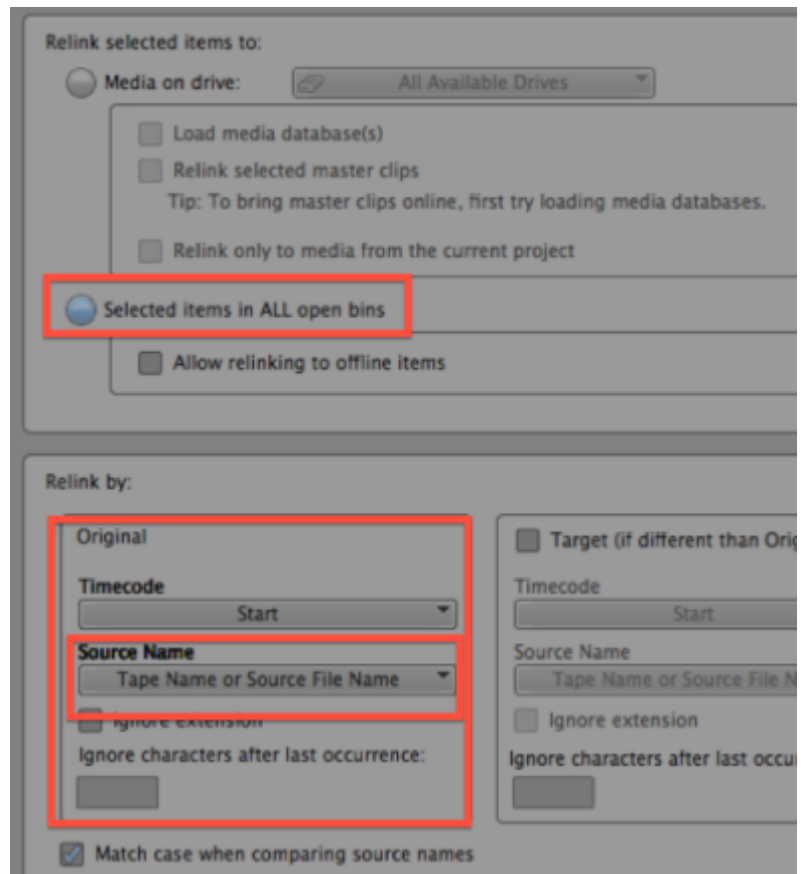 Relink selected items to:
Media on drive: All Available Drives
Load media database(s)
Relink selected master clips
Tip: To bring master clips online, first try loading media databases.
Relink only to media from the current project
Selected items in ALL open bins
Allow relinking to offline items
Relink by:
Original
Target (if different than Orig
Timecode
Timecode
Start
Start
Source Name
Source Name
Tape Name or Source File Name
Tape Name or Source File N
Ignore extension
Ignore extension
Ignore characters after last occurrence:
Ignore characters after last occur
Match case when comparing source names